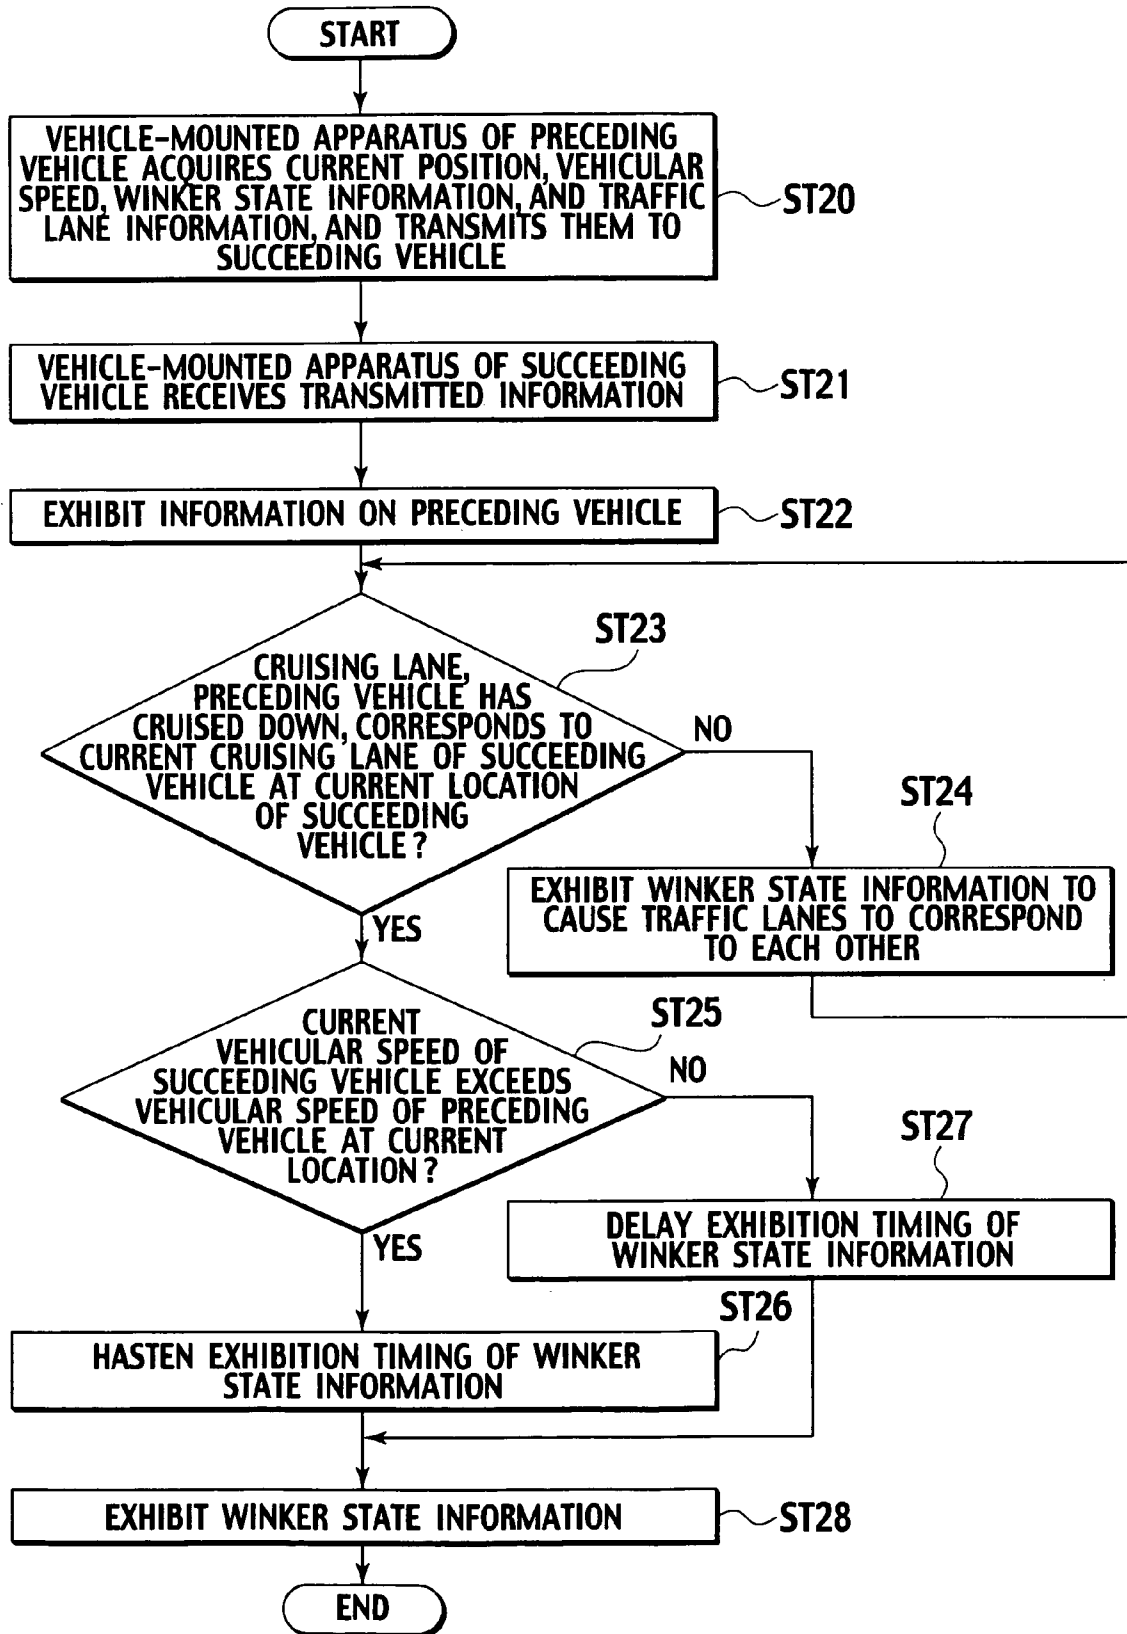 START
VEHICLE-MOUNTED APPARATUS OF PRECEDING
VEHICLE ACQUIRES CURRENT POSITION, VEHICULAR
SPEED, WINKER STATE INFORMATION, AND TRAFFIC
LANE INFORMATION, AND TRANSMITS THEM TO
SUCCEEDING VEHICLE
ST20
VEHICLE-MOUNTED APPARATUS OF SUCCEEDING
VEHICLE RECEIVES TRANSMITTED INFORMATION
ST21
EXHIBIT INFORMATION ON PRECEDING VEHICLE
ST22
ST23
CRUISING LANE,
PRECEDING VEHICLE HAS
CRUISED DOWN, CORRESPONDS TO
CURRENT CRUISING LANE OF SUCCEEDING
VEHICLE AT CURRENT LOCATION
OF SUCCEEDING
VEHICLE?
NO
YES
ST24
EXHIBIT WINKER STATE INFORMATION TO
CAUSE TRAFFIC LANES TO CORRESPOND
TO EACH OTHER
ST25
CURRENT
VEHICULAR SPEED OF
SUCCEEDING VEHICLE EXCEEDS
VEHICULAR SPEED OF PRECEDING
VEHICLE AT CURRENT
LOCATION?
NO
YES
ST27
DELAY EXHIBITION TIMING OF
WINKER STATE INFORMATION
ST26
HASTEN EXHIBITION TIMING OF WINKER
STATE INFORMATION
EXHIBIT WINKER STATE INFORMATION
ST28
END